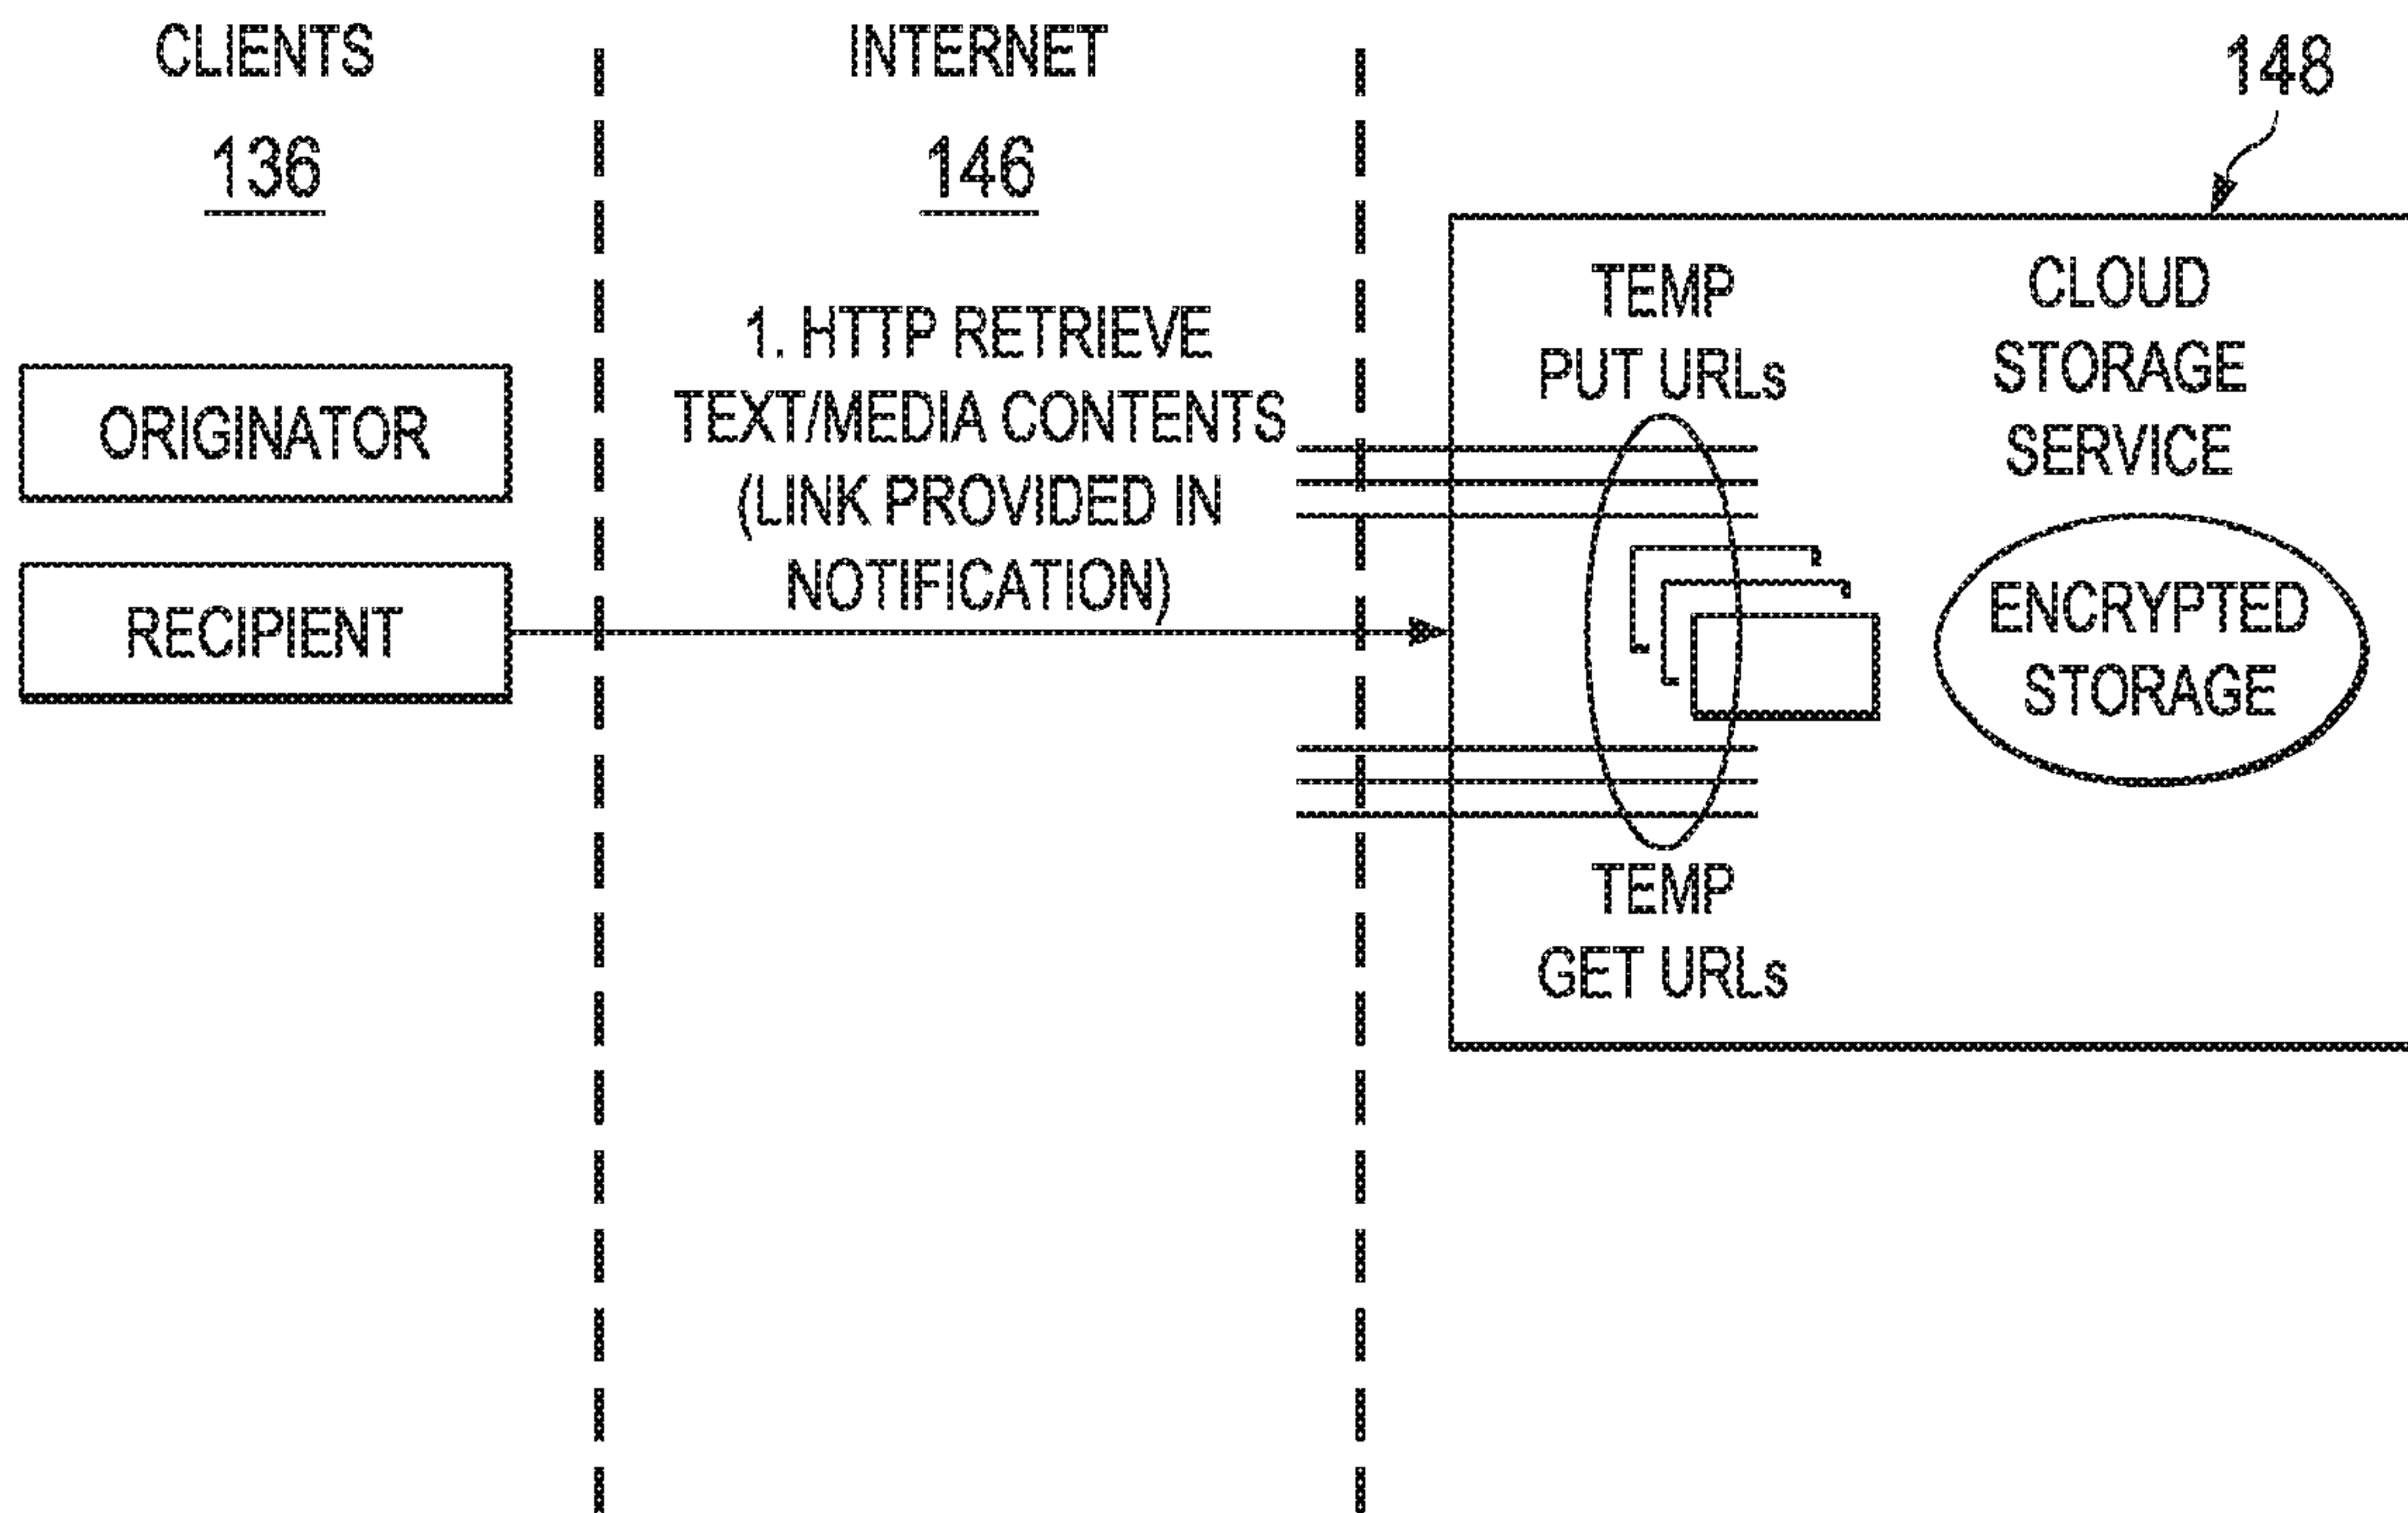 CLIENTS
136
INTERNET
146
148
1. HTTP RETRIEVE
TEXT/MEDIA CONTENTS
(LINK PROVIDED IN
NOTIFICATION)
ORIGINATOR
RECIPIENT
TEMP
PUT URLs
CLOUD
STORAGE
SERVICE
ENCRYPTED
STORAGE
TEMP
GET URLs